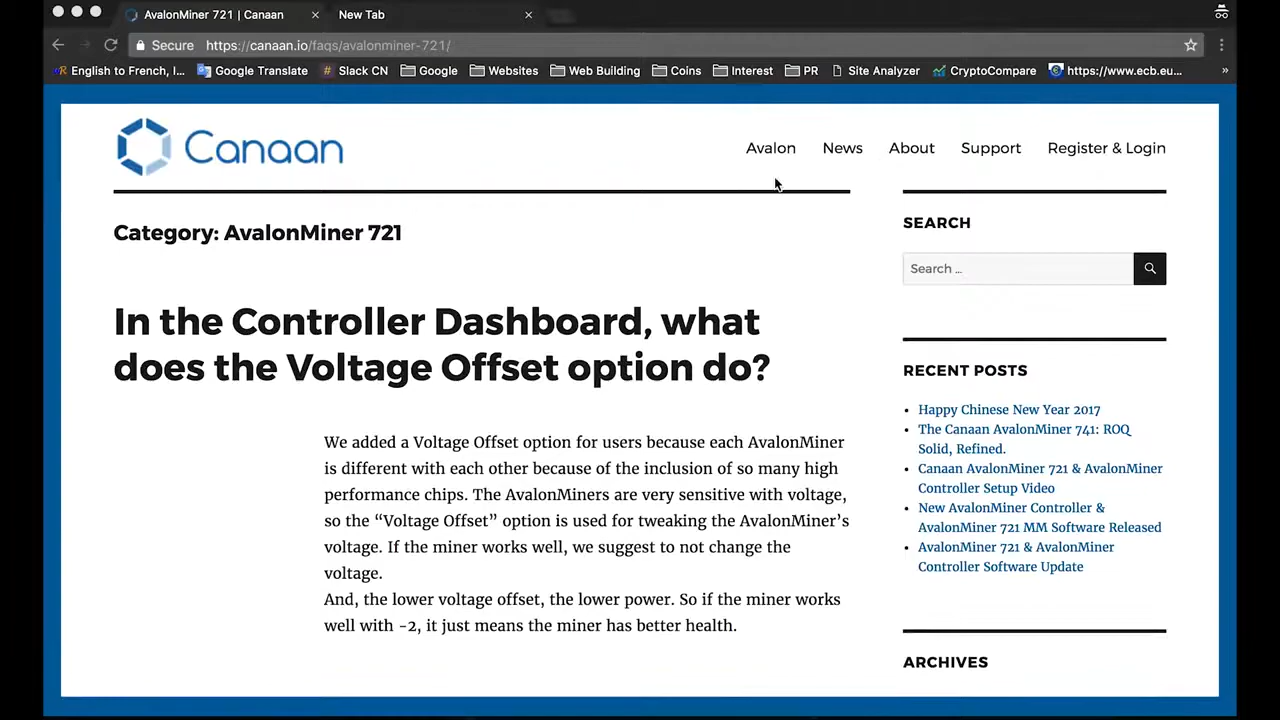 AvalonMiner 721 | Canaan
New Tab
Secure https://canaan.io/faqs/avalonminer-721/
English to French, I... Google Translate Slack CN Google Websites Web Building Coins Interest PR Site Analyzer CryptoCompare https://www.ecb.eu... »
Canaan
Avalon News About Support Register & Login
Category: AvalonMiner 721
In the Controller Dashboard, what
does the Voltage Offset option do?
We added a Voltage Offset option for users because each AvalonMiner
is different with each other because of the inclusion of so many high
performance chips. The AvalonMiners are very sensitive with voltage,
so the “Voltage Offset” option is used for tweaking the AvalonMiner’s
voltage. If the miner works well, we suggest to not change the
voltage.
And, the lower voltage offset, the lower power. So if the miner works
well with -2, it just means the miner has better health.
SEARCH
Search ...
RECENT POSTS
Happy Chinese New Year 2017
The Canaan AvalonMiner 741: ROQ
Solid, Refined.
Canaan AvalonMiner 721 & AvalonMiner
Controller Setup Video
New AvalonMiner Controller &
AvalonMiner 721 MM Software Released
AvalonMiner 721 & AvalonMiner
Controller Software Update
ARCHIVES